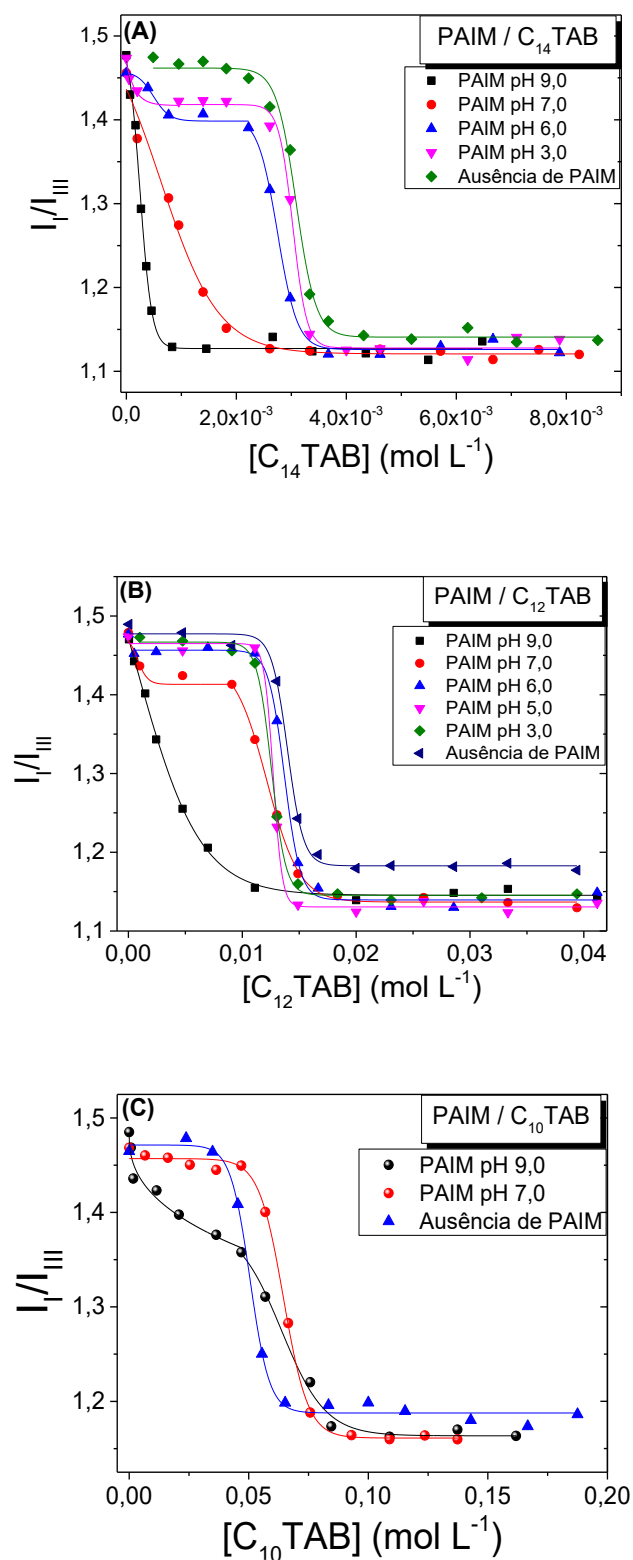 (A)
PAIM / C₁₄TAB
PAIM pH 9,0
PAIM pH 7,0
PAIM pH 6,0
PAIM pH 3,0
Ausência de PAIM
1,5
1,4
1,3
1,2
1,1
I_I/I_III
0,0
2,0x10⁻³
4,0x10⁻³
6,0x10⁻³
8,0x10⁻³
[C₁₄TAB] (mol L⁻¹)
(B)
PAIM / C₁₂TAB
PAIM pH 9,0
PAIM pH 7,0
PAIM pH 6,0
PAIM pH 5,0
PAIM pH 3,0
Ausência de PAIM
1,5
1,4
1,3
1,2
1,1
I_I/I_III
0,00
0,01
0,02
0,03
0,04
[C₁₂TAB] (mol L⁻¹)
(C)
PAIM / C₁₀TAB
PAIM pH 9,0
PAIM pH 7,0
Ausência de PAIM
1,5
1,4
1,3
1,2
I_I/I_III
0,00
0,05
0,10
0,15
0,20
[C₁₀TAB] (mol L⁻¹)